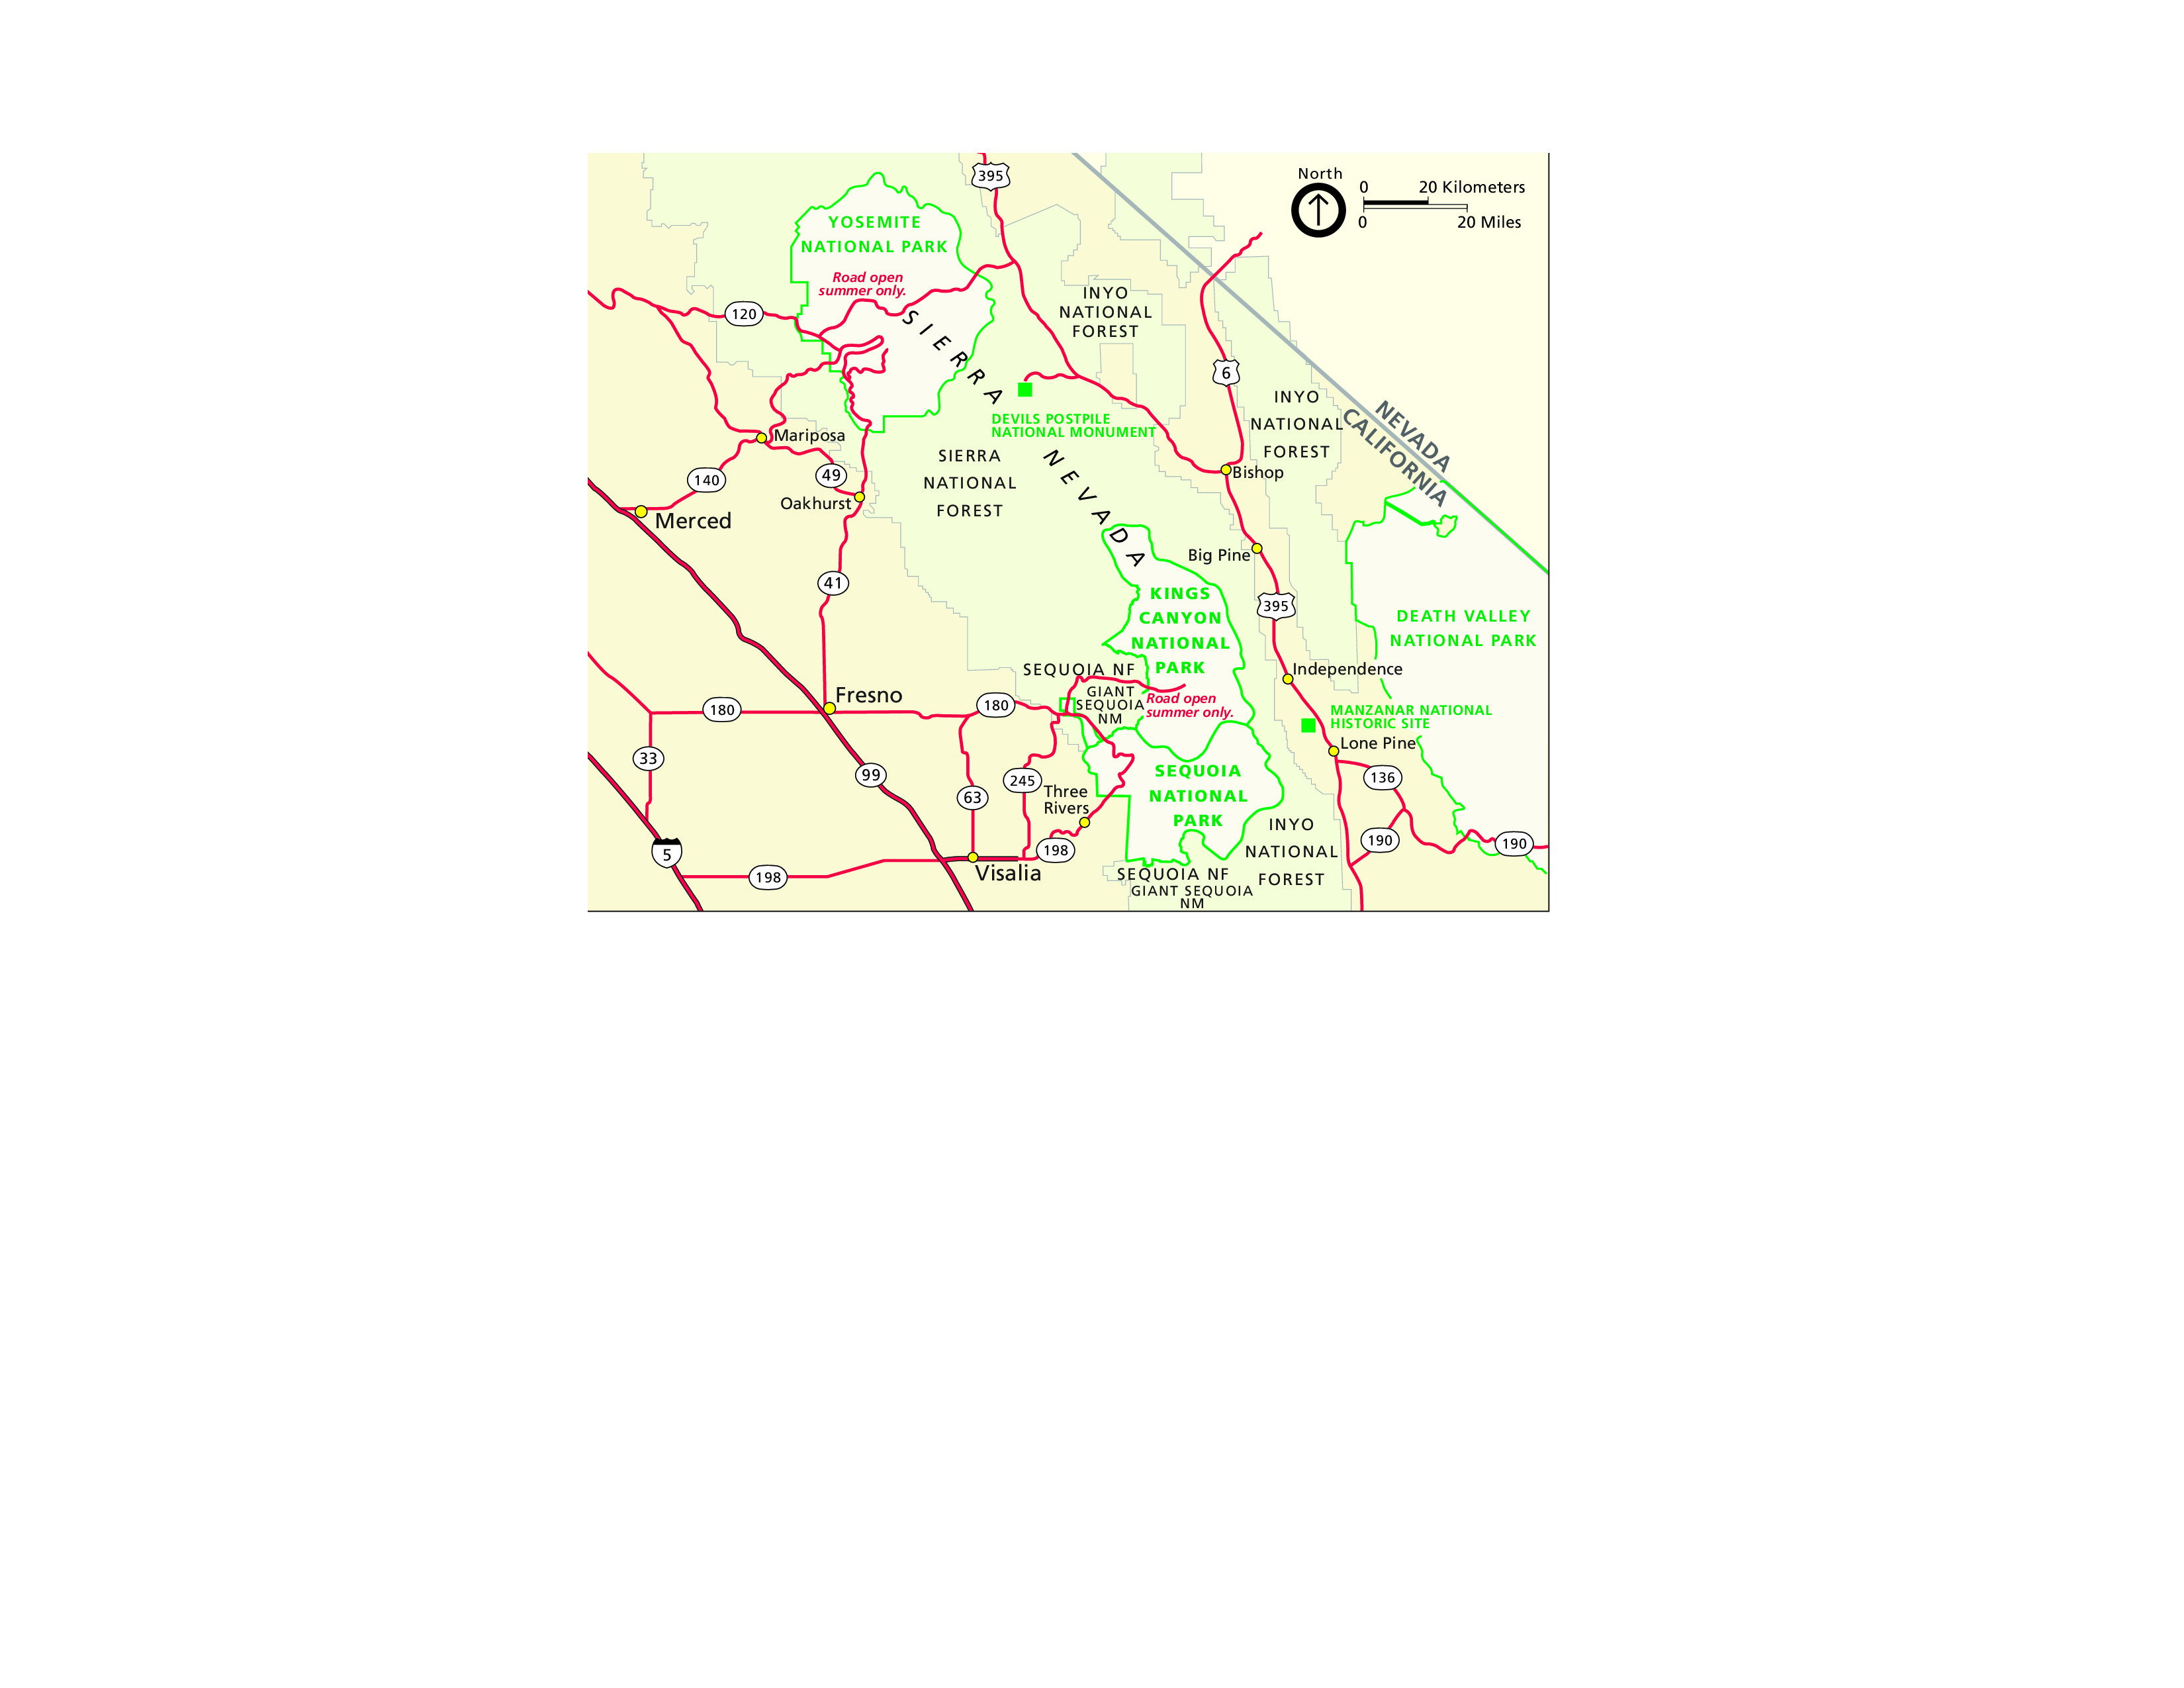 395
North
0 20 Kilometers
0 20 Miles
YOSEMITE
NATIONAL PARK
Road open
summer only.
120
SIERRA NEVADA
INYO
NATIONAL
FOREST
6
INYO
NATIONAL
FOREST
NEVADA
CALIFORNIA
DEVILS POSTPILE
NATIONAL MONUMENT
Mariposa
140
49
Oakhurst
SIERRA
NATIONAL
FOREST
Bishop
Merced
Big Pine
41
KINGS
CANYON
NATIONAL
PARK
395
DEATH VALLEY
NATIONAL PARK
Independence
SEQUOIA NF
GIANT
SEQUOIA
NM
Road open
summer only.
Fresno
180
180
MANZANAR NATIONAL
HISTORIC SITE
Lone Pine
33
99
63
245
Three
Rivers
SEQUOIA
NATIONAL
PARK
136
190
190
5
198
198
Visalia
INYO
NATIONAL
FOREST
SEQUOIA NF
GIANT SEQUOIA
NM